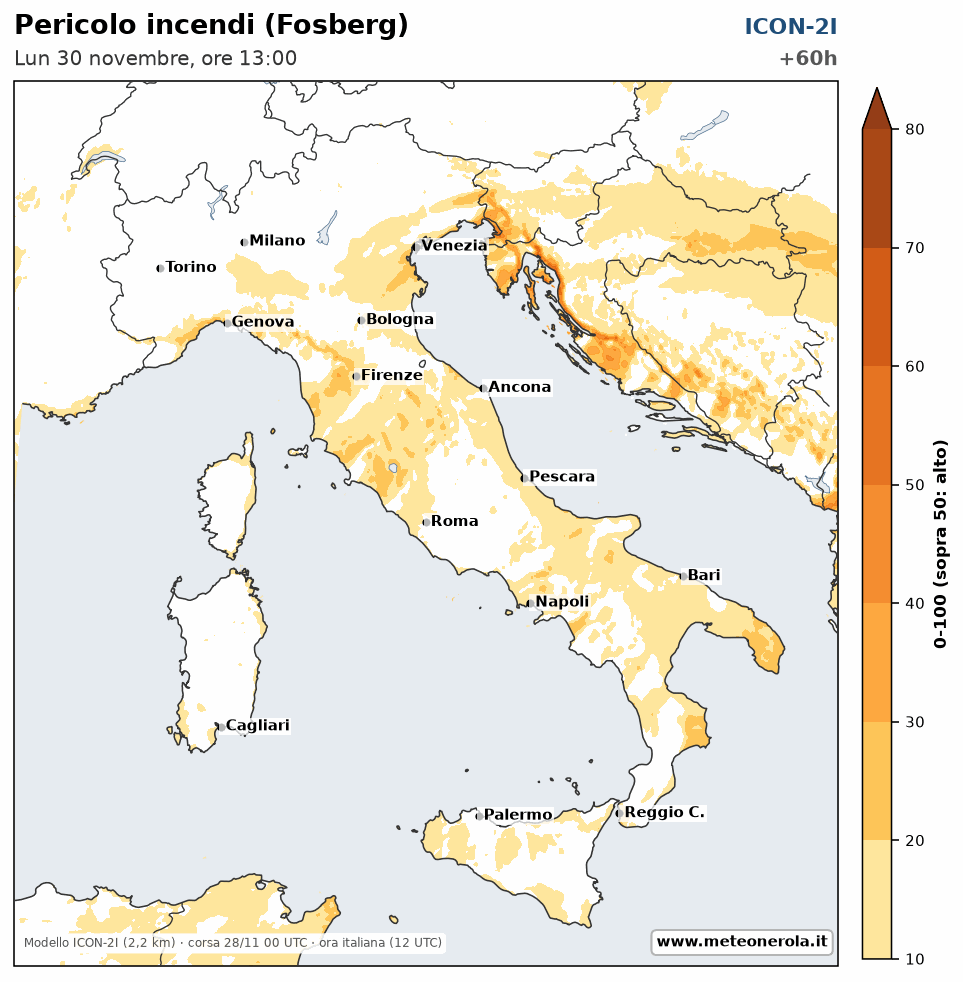 Pericolo incendi (Fosberg)
ICON-2I
Lun 30 novembre, ore 13:00
+60h
80
Milano
Venezia
70
Torino
Genova
Bologna
60
Firenze
Ancona
Pescara
50
Roma
0-100 (sopra 50: alto)
Bari
Napoli
40
Cagliari
30
Palermo
Reggio C.
20
Modello ICON-2I (2,2 km) · corsa 28/11 00 UTC · ora italiana (12 UTC)
www.meteonerola.it
10